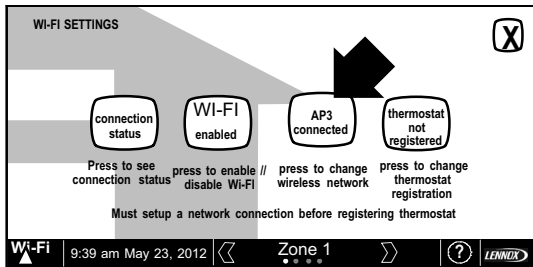 WI-FI SETTINGS
X
connection
status
WI-FI
enabled
AP3
connected
thermostat
not
registered
Press to see
connection status
press to enable //
disable Wi-FI
press to change
wireless network
press to change
thermostat
registration
Must setup a network connection before registering thermostat
Wi-Fi
9:39 am May 23, 2012
Zone 1
?
LENNOX